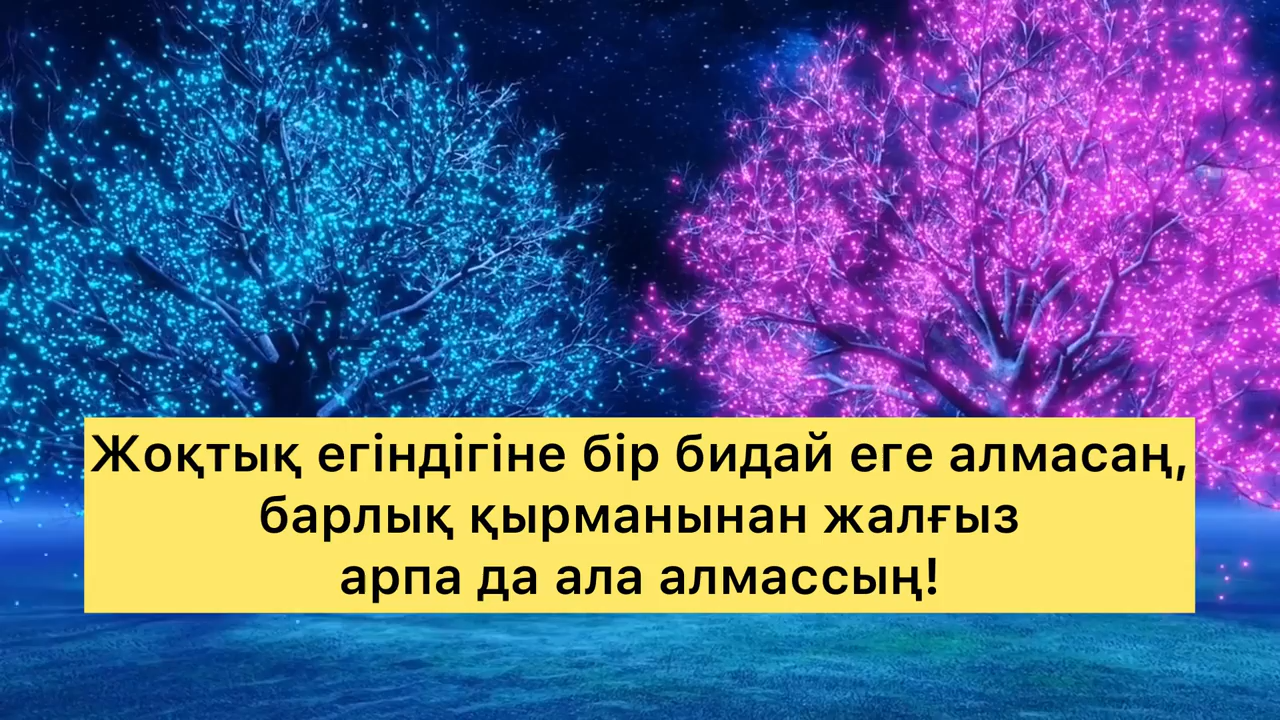 Жоқтық егіндігіне бір бидай еге алмасаң,
барлық қырманынан жалғыз
арпа да ала алмассың!